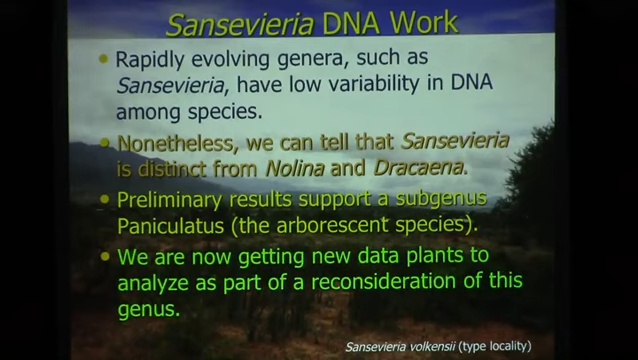 Sansevieria DNA Work
• Rapidly evolving genera, such as
Sansevieria, have low variability in DNA
among species.
• Nonetheless, we can tell that Sansevieria
is distinct from Nolina and Dracaena.
• Preliminary results support a subgenus
Paniculatus (the arborescent species).
• We are now getting new data plants to
analyze as part of a reconsideration of this
genus.
Sansevieria volkensii (type locality)